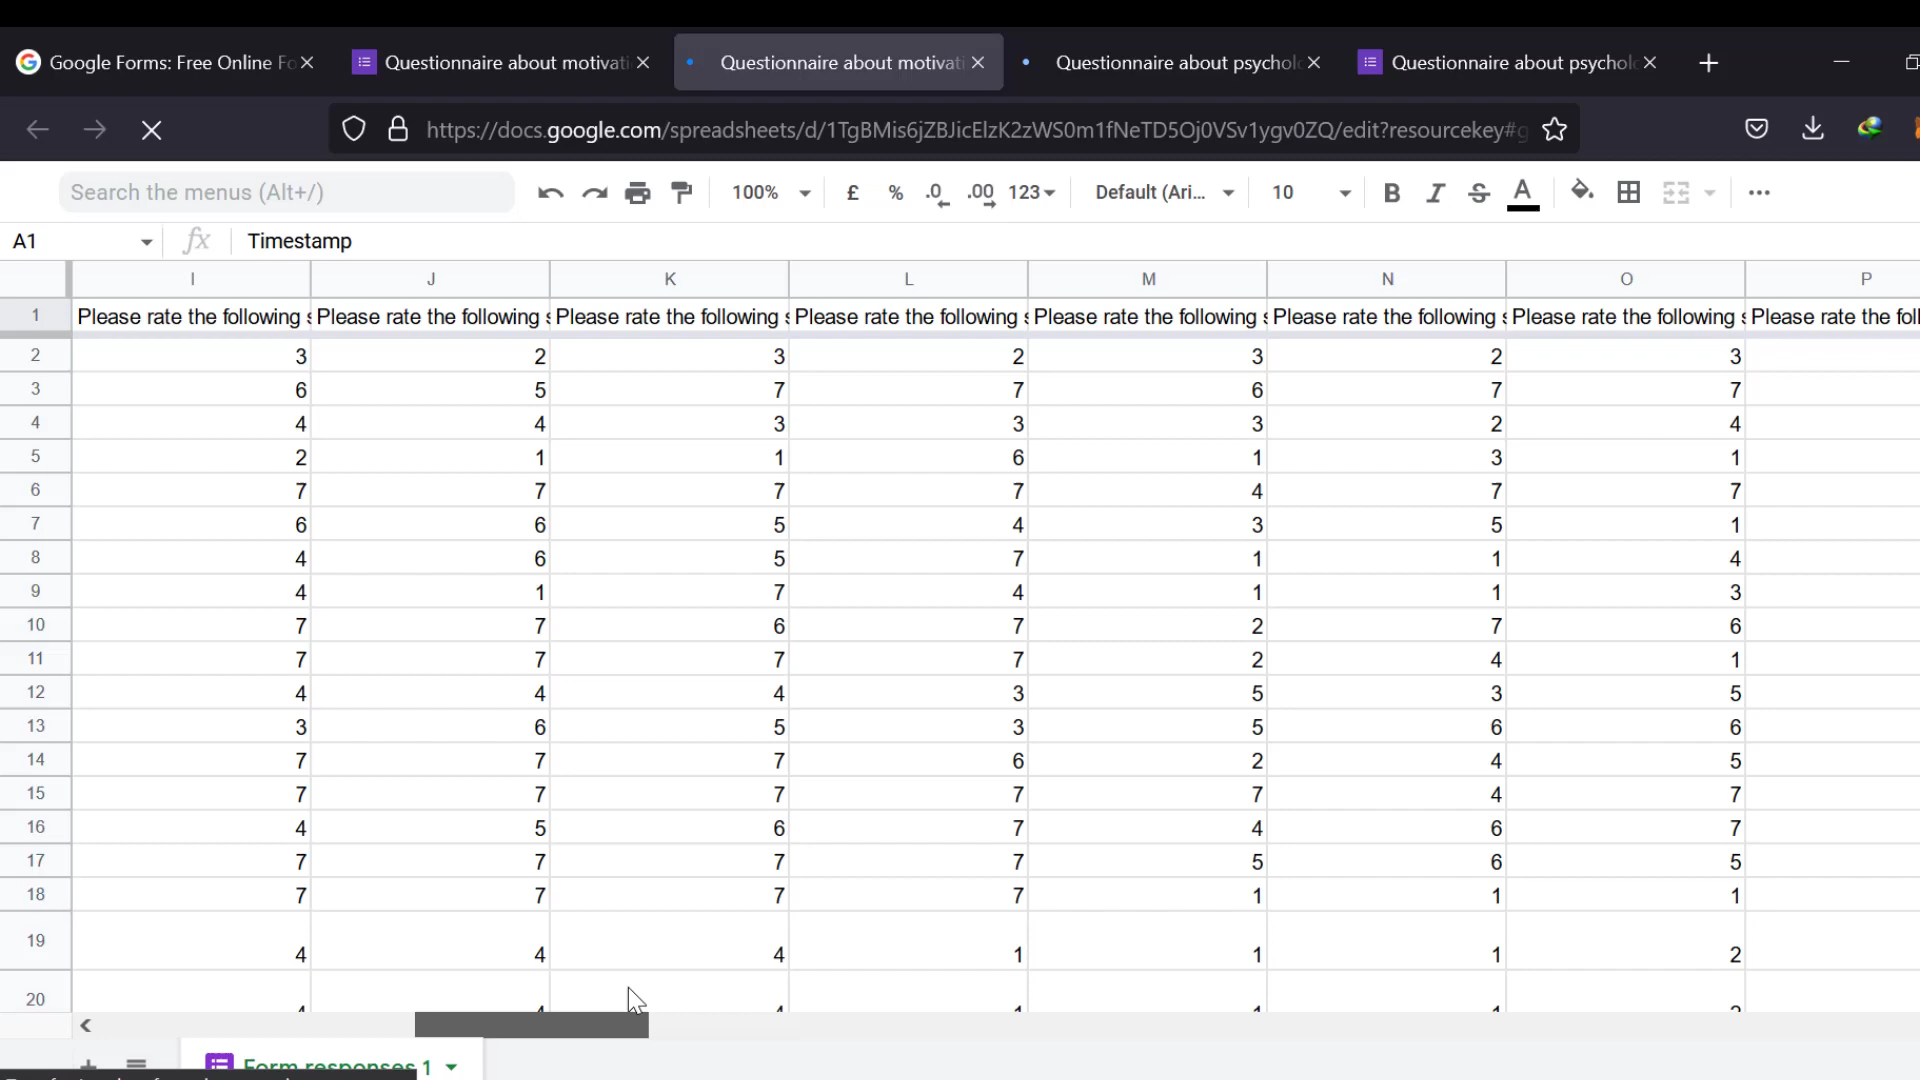 Google Forms: Free Online Fo
Questionnaire about motivati
Questionnaire about motivati
Questionnaire about psychol
Questionnaire about psychol
https://docs.google.com/spreadsheets/d/1TgBMis6jZBJicElzK2zWS0m1fNeTD5Oj0VSv1ygv0ZQ/edit?resourcekey#g
Search the menus (Alt+/) 100% £ % .0 .00 123 Default (Ari... 10 B I S A
A1 fx Timestamp
I J K L M N O P
1 Please rate the following s Please rate the following s Please rate the following s Please rate the following s Please rate the following s Please rate the following s Please rate the following s Please rate the foll
2 3 2 3 2 3 2 3
3 6 5 7 7 6 7 7
4 4 4 3 3 3 2 4
5 2 1 1 6 1 3 1
6 7 7 7 7 4 7 7
7 6 6 5 4 3 5 1
8 4 6 5 7 1 1 4
9 4 1 7 4 1 1 3
10 7 7 6 7 2 7 6
11 7 7 7 7 2 4 1
12 4 4 4 3 5 3 5
13 3 6 5 3 5 6 6
14 7 7 7 6 2 4 5
15 7 7 7 7 7 4 7
16 4 5 6 7 4 6 7
17 7 7 7 7 5 6 5
18 7 7 7 7 1 1 1
19 4 4 4 1 1 1 2
20
Form responses 1